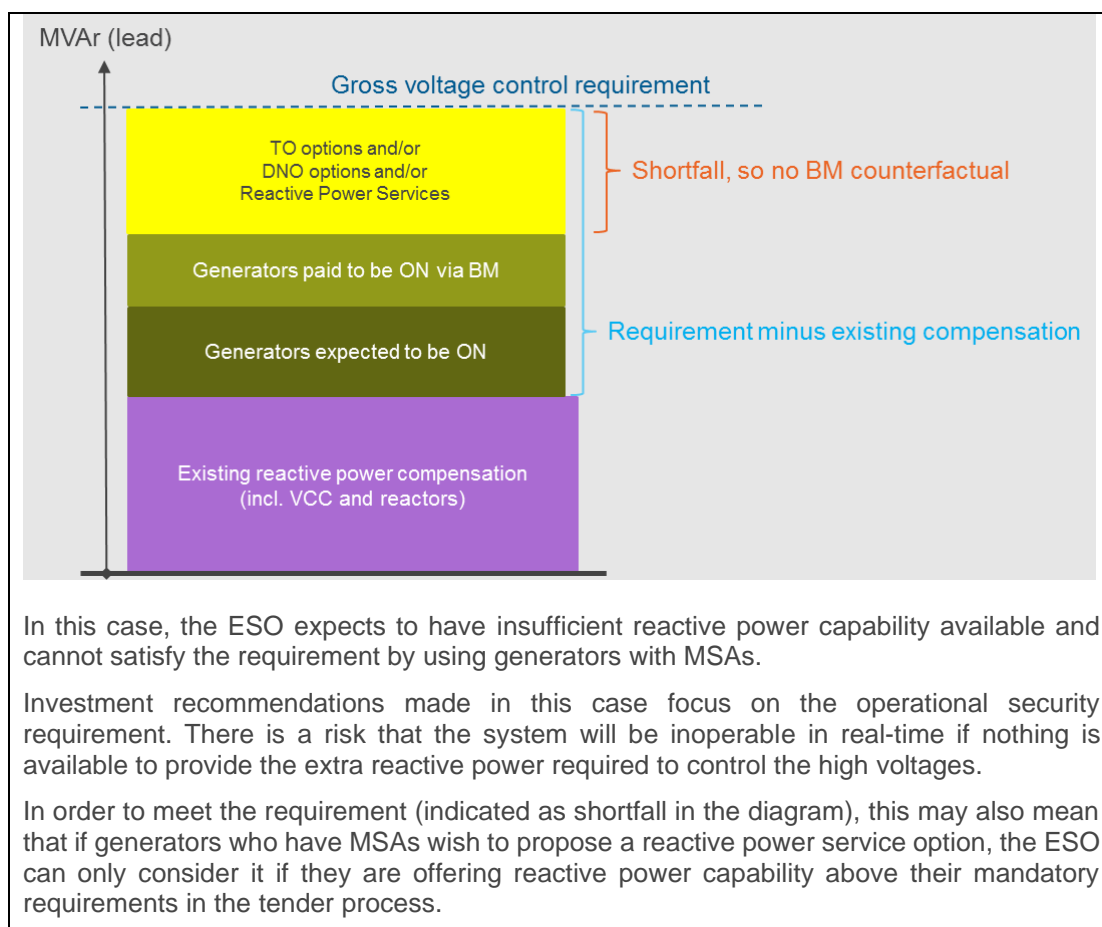 MVAr (lead)
Gross voltage control requirement
TO options and/or
DNO options and/or
Reactive Power Services
Shortfall, so no BM counterfactual
Generators paid to be ON via BM
Requirement minus existing compensation
Generators expected to be ON
Existing reactive power compensation
(incl. VCC and reactors)
In this case, the ESO expects to have insufficient reactive power capability available and
cannot satisfy the requirement by using generators with MSAs.
Investment recommendations made in this case focus on the operational security
requirement. There is a risk that the system will be inoperable in real-time if nothing is
available to provide the extra reactive power required to control the high voltages.
In order to meet the requirement (indicated as shortfall in the diagram), this may also mean
that if generators who have MSAs wish to propose a reactive power service option, the ESO
can only consider it if they are offering reactive power capability above their mandatory
requirements in the tender process.